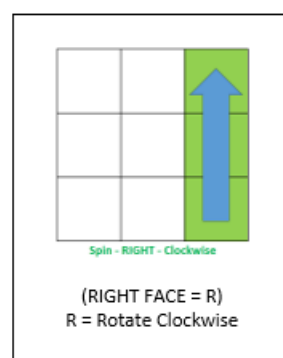 Spin - RIGHT - Clockwise
(RIGHT FACE = R)
R = Rotate Clockwise